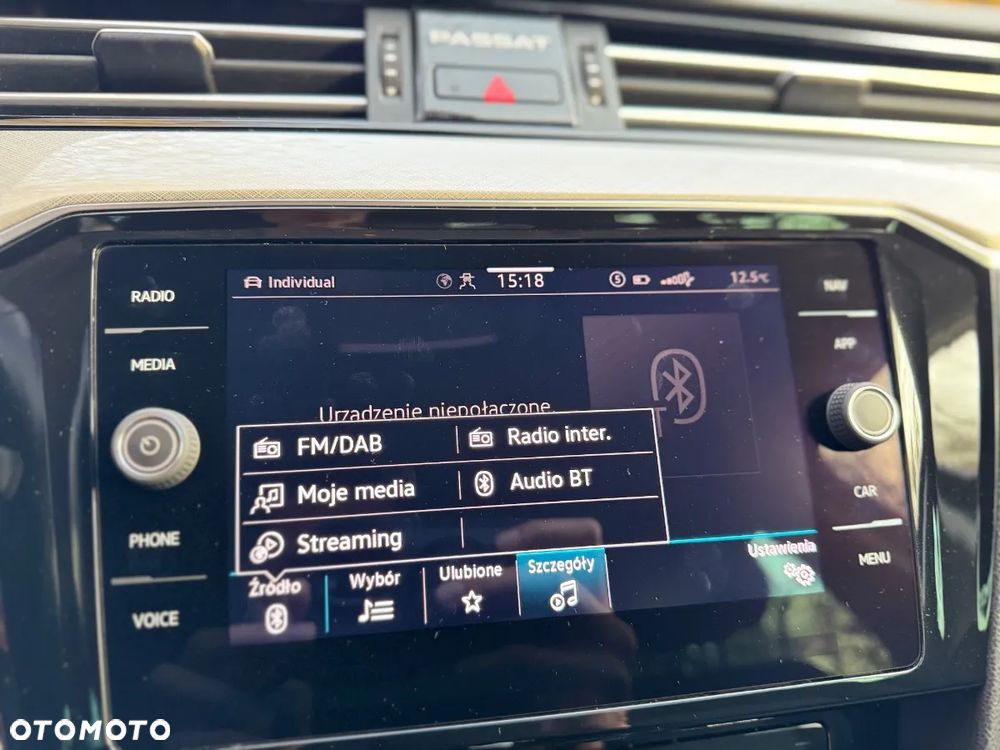 PASSAT
RADIO
MEDIA
PHONE
VOICE
NAV
APP
CAR
MENU
Individual
15:18
12.5°C
Urządzenie niepołączone.
FM/DAB
Radio inter.
Moje media
Audio BT
Streaming
Źródło
Wybór
Ulubione
Szczegóły
Ustawienia
OTOMOTO